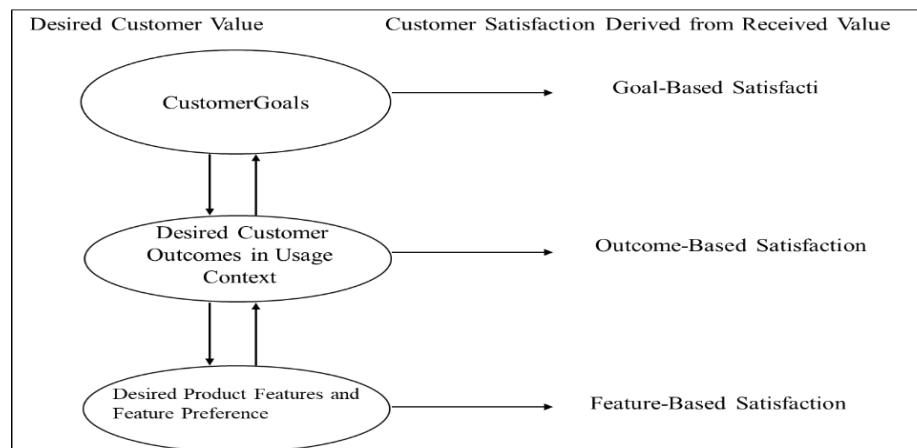 Desired Customer Value
Customer Satisfaction Derived from Received Value
CustomerGoals
Goal-Based Satisfacti
Desired Customer
Outcomes in Usage
Context
Outcome-Based Satisfaction
Desired Product Features and
Feature Preference
Feature-Based Satisfaction